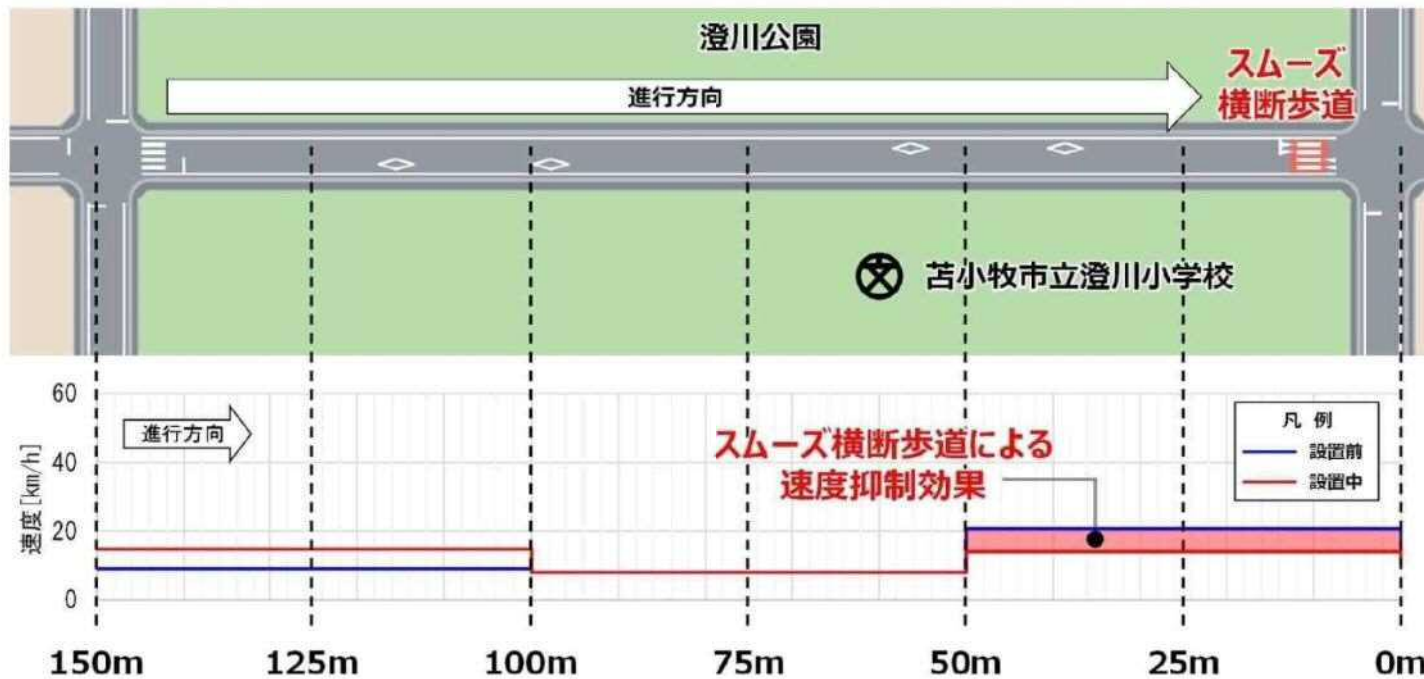 澄川公園
進行方向
スムーズ
横断歩道
苫小牧市立澄川小学校
60
40
20
0
速度[km/h]
進行方向
スムーズ横断歩道による
速度抑制効果
凡 例
設置前
設置中
150m 125m 100m 75m 50m 25m 0m